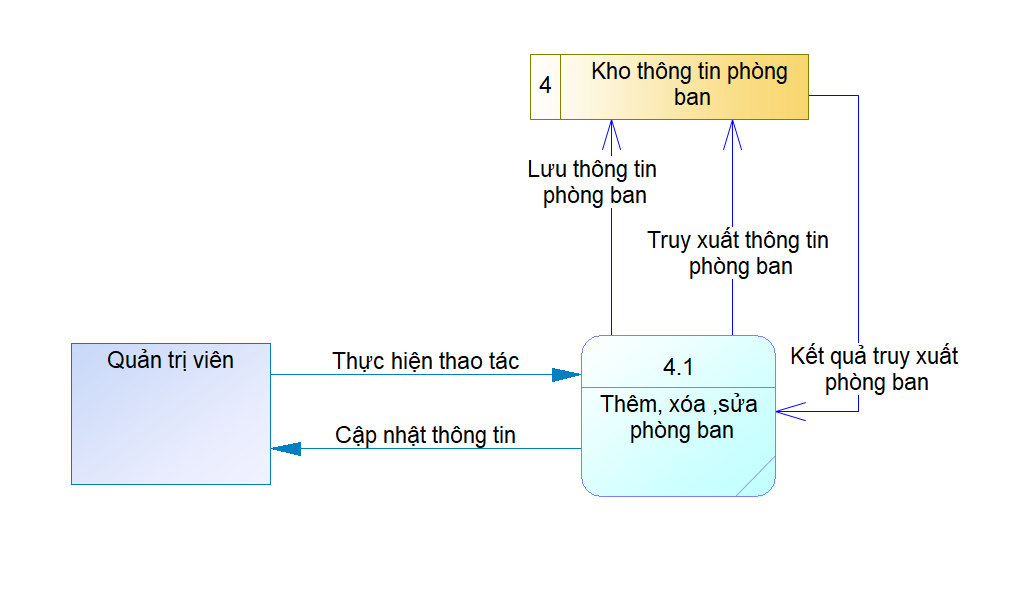 4
Kho thông tin phòng
ban
Lưu thông tin
phòng ban
Truy xuất thông tin
phòng ban
Quản trị viên
Thực hiện thao tác
Cập nhật thông tin
4.1
Thêm, xóa ,sửa
phòng ban
Kết quả truy xuất
phòng ban